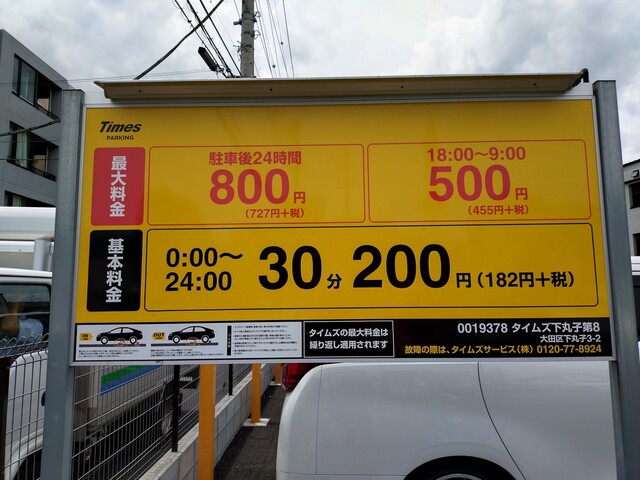 Times
PARKING
最大料金
駐車後24時間
800円
(727円+税)
18:00～9:00
500円
(455円+税)
基本料金
0:00～
24:00
30分 200円(182円+税)
IN
OUT
タイムズの最大料金は
繰り返し適用されます
0019378 タイムズ下丸子第8
大田区下丸子3-2
故障の際は、タイムズサービス(株) 0120-77-8924